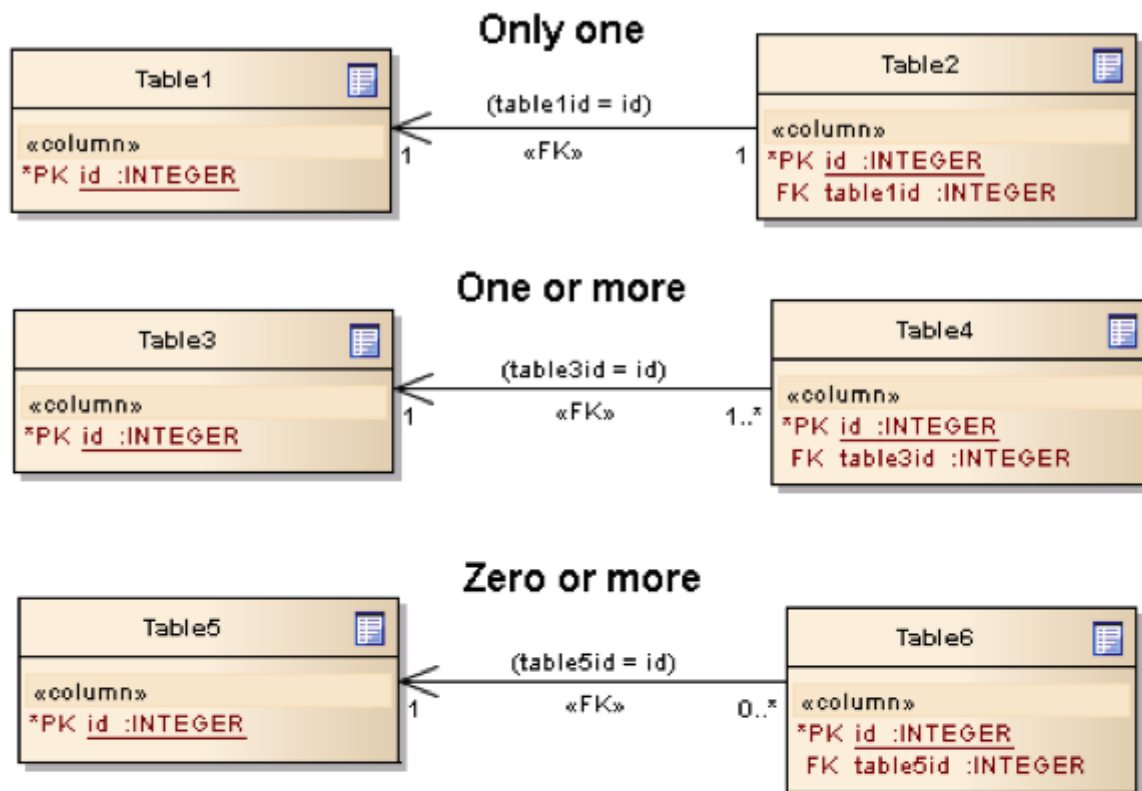 Only one
Table1
«column»
*PK id :INTEGER
(table1id = id)
«FK»
1
1
Table2
«column»
*PK id :INTEGER
FK table1id :INTEGER
One or more
Table3
«column»
*PK id :INTEGER
(table3id = id)
«FK»
1
1..*
Table4
«column»
*PK id :INTEGER
FK table3id :INTEGER
Zero or more
Table5
«column»
*PK id :INTEGER
(table5id = id)
«FK»
1
0..*
Table6
«column»
*PK id :INTEGER
FK table5id :INTEGER